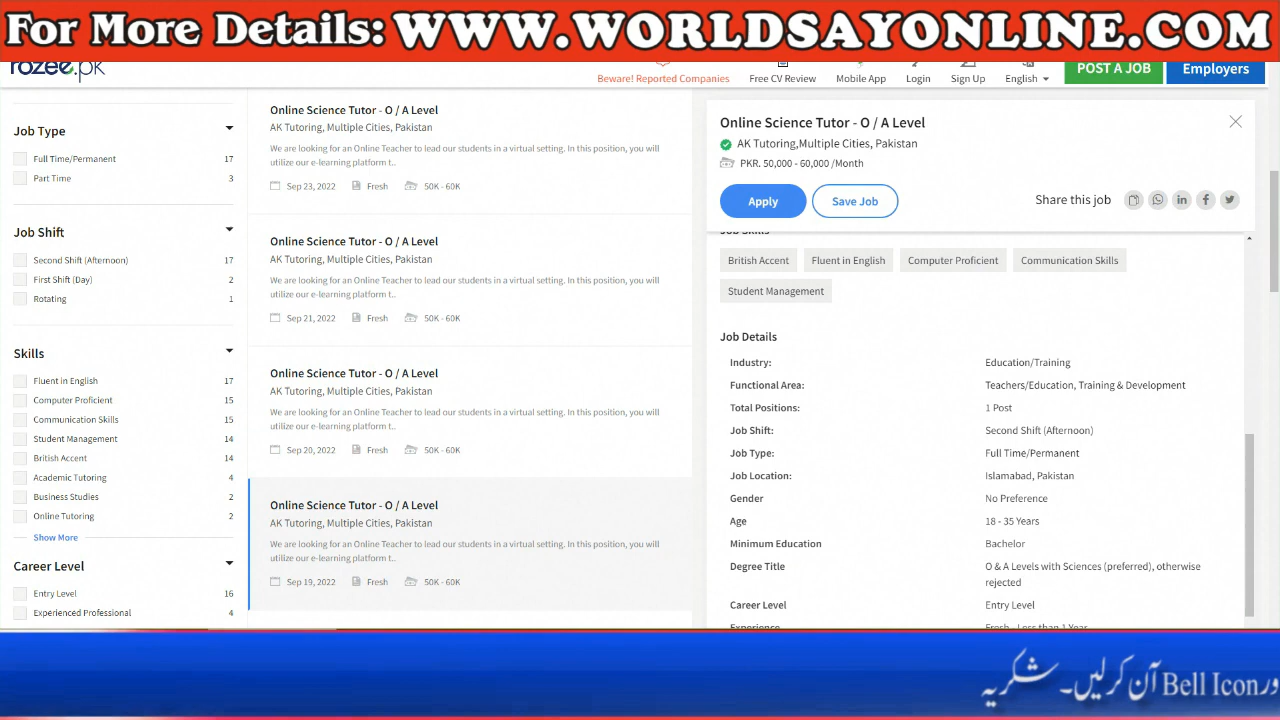 For More Details: WWW.WORLDSAYONLINE.COM
rozee.pk
Beware! Reported Companies
Free CV Review
Mobile App
Login
Sign Up
English
POST A JOB
Employers
Job Type
Full Time/Permanent 17
Part Time 3
Job Shift
Second Shift (Afternoon) 17
First Shift (Day) 2
Rotating 1
Skills
Fluent in English 17
Computer Proficient 15
Communication Skills 15
Student Management 14
British Accent 14
Academic Tutoring 4
Business Studies 2
Online Tutoring 2
Show More
Career Level
Entry Level 16
Experienced Professional 4
Online Science Tutor - O / A Level
AK Tutoring, Multiple Cities, Pakistan
We are looking for an Online Teacher to lead our students in a virtual setting. In this position, you will
utilize our e-learning platform t..
Sep 23, 2022 Fresh 50K - 60K
Online Science Tutor - O / A Level
AK Tutoring, Multiple Cities, Pakistan
We are looking for an Online Teacher to lead our students in a virtual setting. In this position, you will
utilize our e-learning platform t..
Sep 21, 2022 Fresh 50K - 60K
Online Science Tutor - O / A Level
AK Tutoring, Multiple Cities, Pakistan
We are looking for an Online Teacher to lead our students in a virtual setting. In this position, you will
utilize our e-learning platform t..
Sep 20, 2022 Fresh 50K - 60K
Online Science Tutor - O / A Level
AK Tutoring, Multiple Cities, Pakistan
We are looking for an Online Teacher to lead our students in a virtual setting. In this position, you will
utilize our e-learning platform t..
Sep 19, 2022 Fresh 50K - 60K
Online Science Tutor - O / A Level
AK Tutoring,Multiple Cities, Pakistan
PKR. 50,000 - 60,000 /Month
Apply
Save Job
Share this job
Job Skills
British Accent
Fluent in English
Computer Proficient
Communication Skills
Student Management
Job Details
Industry: Education/Training
Functional Area: Teachers/Education, Training & Development
Total Positions: 1 Post
Job Shift: Second Shift (Afternoon)
Job Type: Full Time/Permanent
Job Location: Islamabad, Pakistan
Gender No Preference
Age 18 - 35 Years
Minimum Education Bachelor
Degree Title O & A Levels with Sciences (preferred), otherwise
rejected
Career Level Entry Level
Experience Fresh - Less than 1 Year
ور Bell Icon آن کرلیں۔ شکریہ